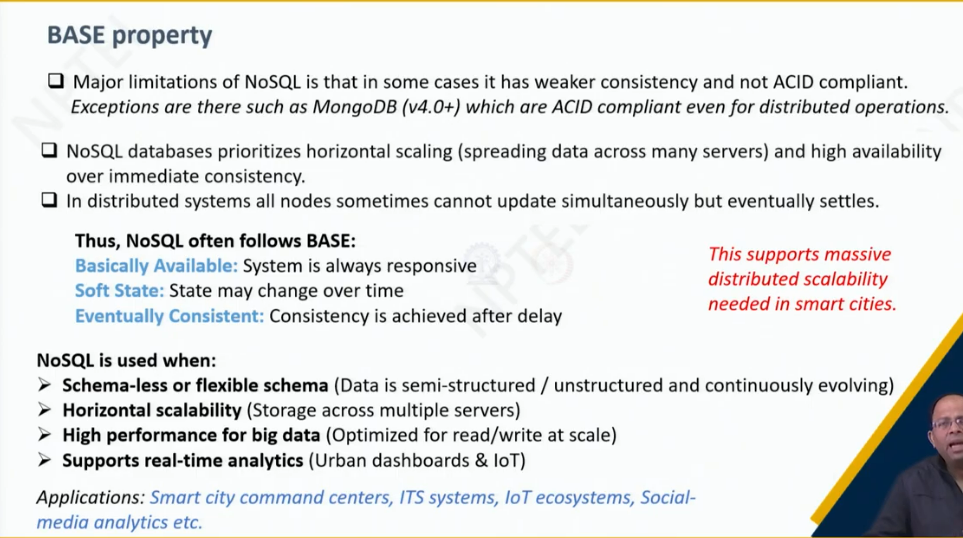 BASE property
❑ Major limitations of NoSQL is that in some cases it has weaker consistency and not ACID compliant.
Exceptions are there such as MongoDB (v4.0+) which are ACID compliant even for distributed operations.
❑ NoSQL databases prioritizes horizontal scaling (spreading data across many servers) and high availability
over immediate consistency.
❑ In distributed systems all nodes sometimes cannot update simultaneously but eventually settles.
Thus, NoSQL often follows BASE:
Basically Available: System is always responsive
Soft State: State may change over time
Eventually Consistent: Consistency is achieved after delay
This supports massive
distributed scalability
needed in smart cities.
NoSQL is used when:
➢ Schema-less or flexible schema (Data is semi-structured / unstructured and continuously evolving)
➢ Horizontal scalability (Storage across multiple servers)
➢ High performance for big data (Optimized for read/write at scale)
➢ Supports real-time analytics (Urban dashboards & IoT)
Applications: Smart city command centers, ITS systems, IoT ecosystems, Social-
media analytics etc.